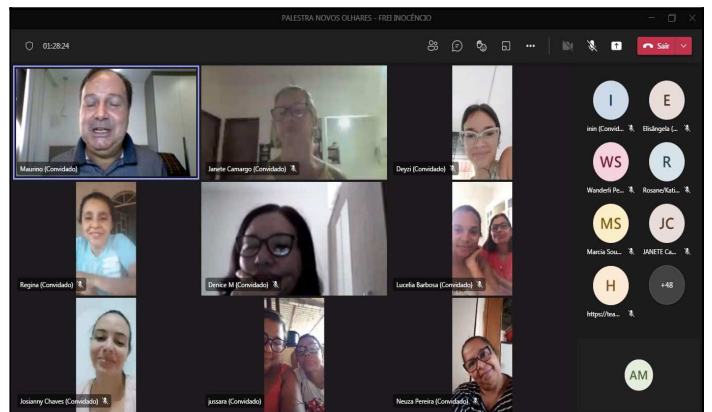 PALESTRA NOVOS OLHARES - FREI INOCÊNCIO
01:28:24
Sair
Maurino (Convidado)
Janete Camargo (Convidado)
Deyzi (Convidado)
Regina (Convidado)
Denice M (Convidado)
Lucelia Barbosa (Convidado)
Josianny Chaves (Convidado)
jussara (Convidado)
Neuza Pereira (Convidado)
I
E
inin (Convid...
Elisângela (...
WS
R
Wanderli Pe...
Rosane/Kati...
MS
JC
Marcia Sou...
JANETE Ca...
H
+48
https://tea...
AM